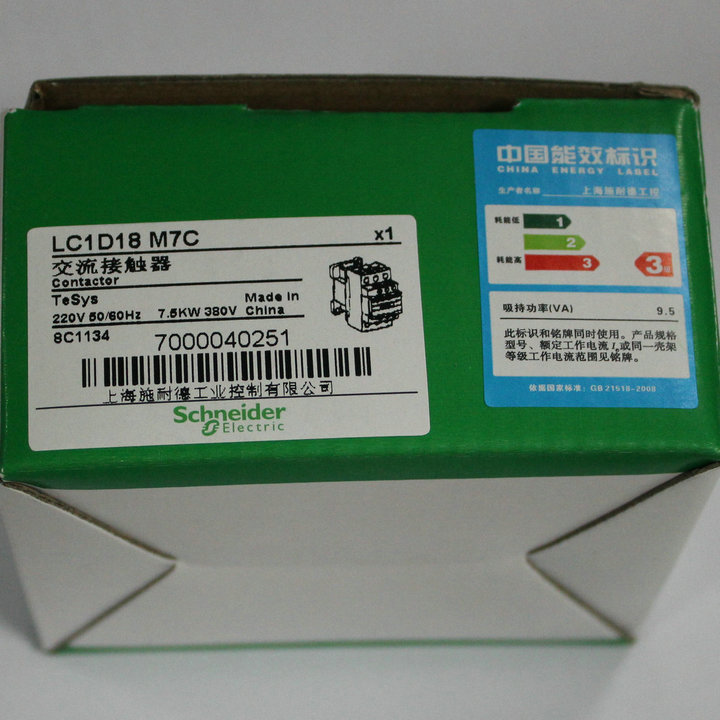 LC1D18 M7C x1
交流接触器
Contactor
TeSys Made in
220V 50/60Hz 7.5KW 380V China
8C1134 7000040251
上海施耐德工业控制有限公司
Schneider
Electric
中国能效标识
CHINA ENERGY LABEL
生产者名称 上海施耐德工控
耗能低 1
2
耗能高 3
3级
吸持功率(VA) 9.5
此标识和铭牌同时使用。产品规格
型号、额定工作电流Ie或同一壳架
等级工作电流范围见铭牌。
依据国家标准: GB 21518-2008